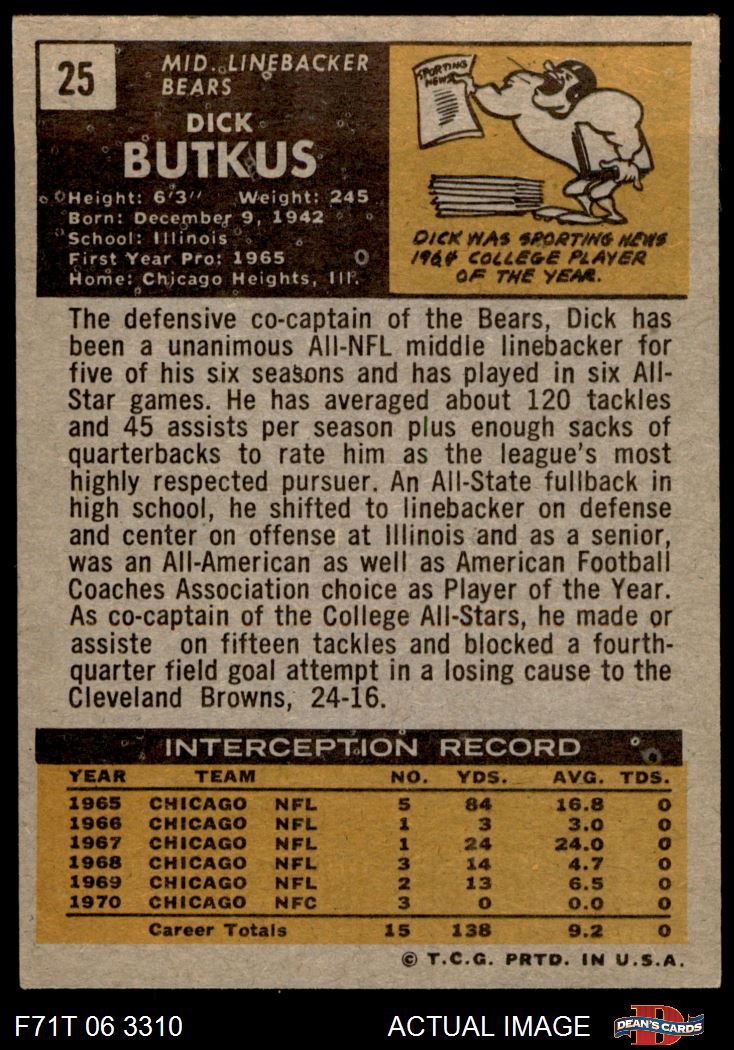 25
MID. LINEBACKER
BEARS
DICK
BUTKUS
Height: 6'3" Weight: 245
Born: December 9, 1942
School: Illinois
First Year Pro: 1965
Home: Chicago Heights, Ill.
SPORTING
NEWS
DICK WAS SPORTING NEWS
1964 COLLEGE PLAYER
OF THE YEAR.
The defensive co-captain of the Bears, Dick has
been a unanimous All-NFL middle linebacker for
five of his six seasons and has played in six All-
Star games. He has averaged about 120 tackles
and 45 assists per season plus enough sacks of
quarterbacks to rate him as the league's most
highly respected pursuer. An All-State fullback in
high school, he shifted to linebacker on defense
and center on offense at Illinois and as a senior,
was an All-American as well as American Football
Coaches Association choice as Player of the Year.
As co-captain of the College All-Stars, he made or
assiste on fifteen tackles and blocked a fourth-
quarter field goal attempt in a losing cause to the
Cleveland Browns, 24-16.
INTERCEPTION RECORD
YEAR TEAM NO. YDS. AVG. TDS.
1965 CHICAGO NFL 5 84 16.8 0
1966 CHICAGO NFL 1 3 3.0 0
1967 CHICAGO NFL 1 24 24.0 0
1968 CHICAGO NFL 3 14 4.7 0
1969 CHICAGO NFL 2 13 6.5 0
1970 CHICAGO NFC 3 0 0.0 0
Career Totals 15 138 9.2 0
© T.C.G. PRTD. IN U.S.A.
F71T 06 3310 ACTUAL IMAGE
D
DEAN'S CARDS